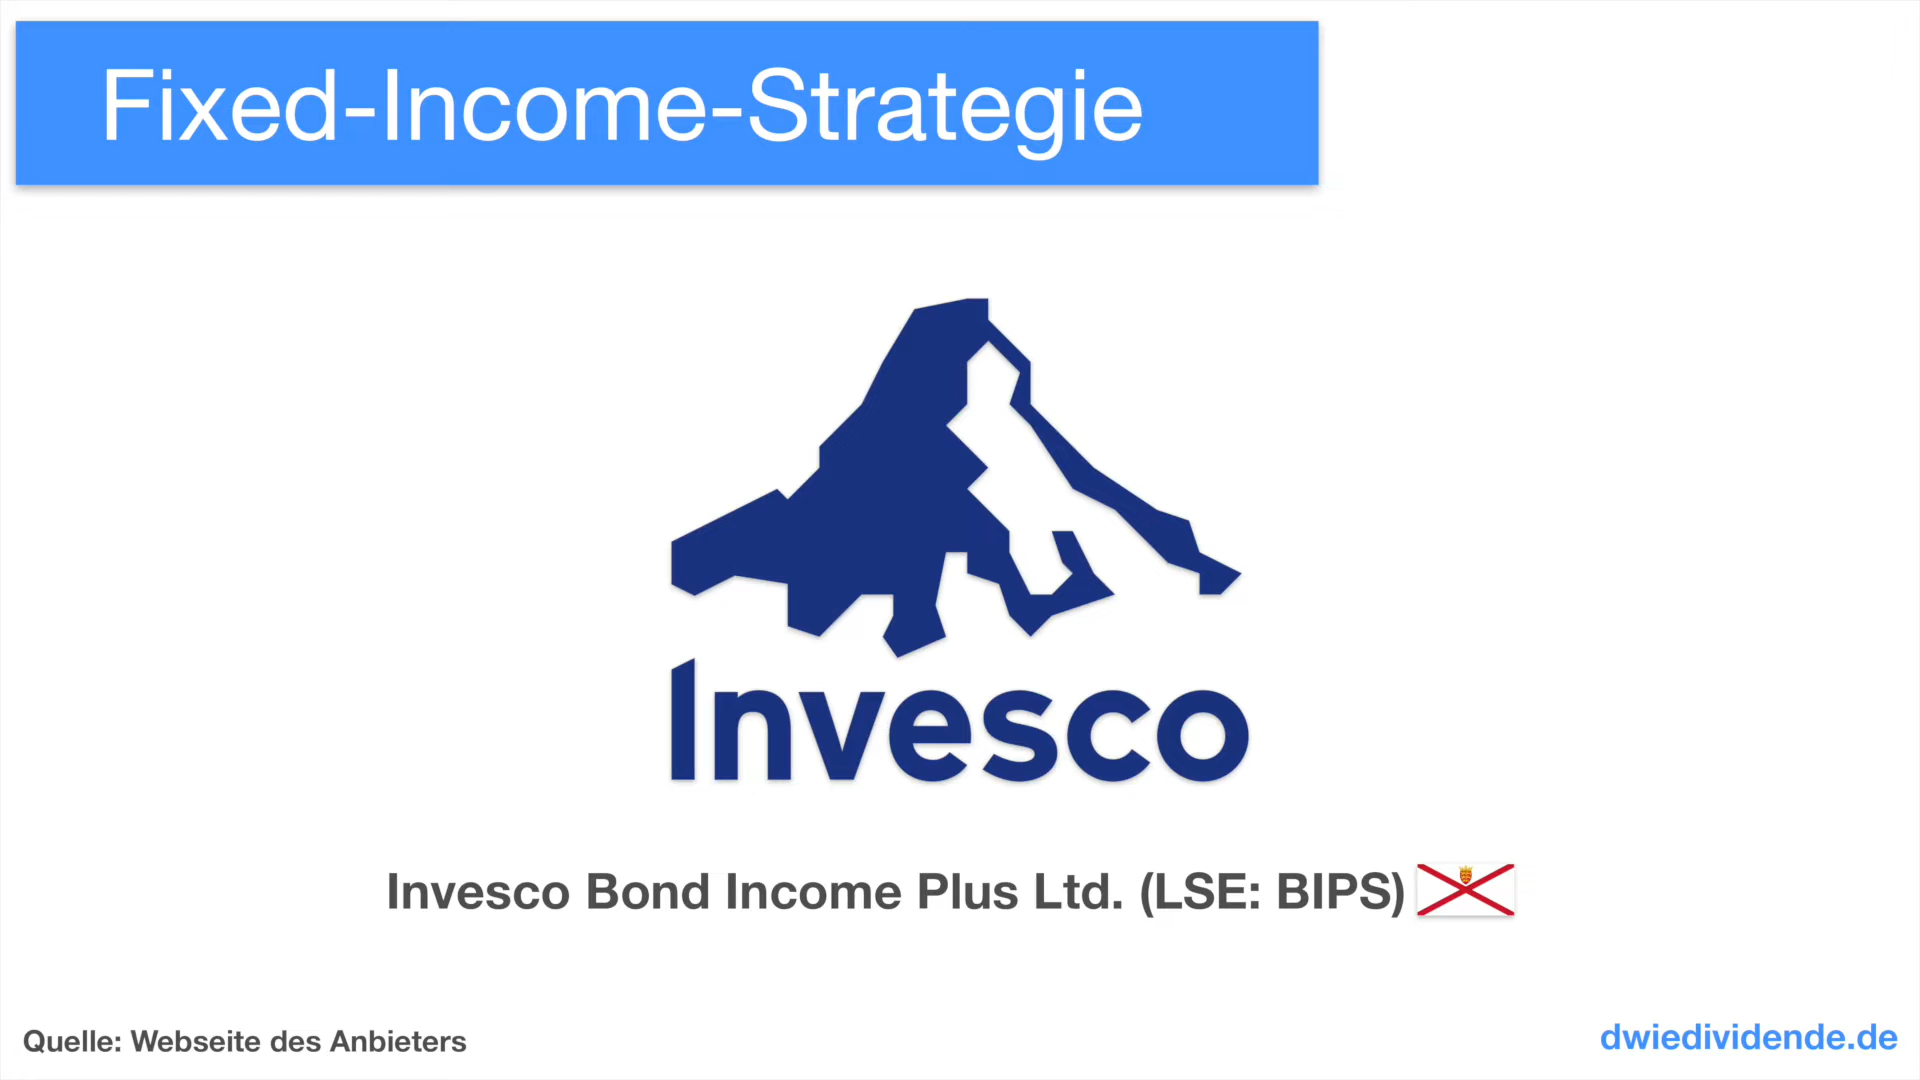 Fixed-Income-Strategie
Invesco
Invesco Bond Income Plus Ltd. (LSE: BIPS)
Quelle: Webseite des Anbieters
dwiedividende.de